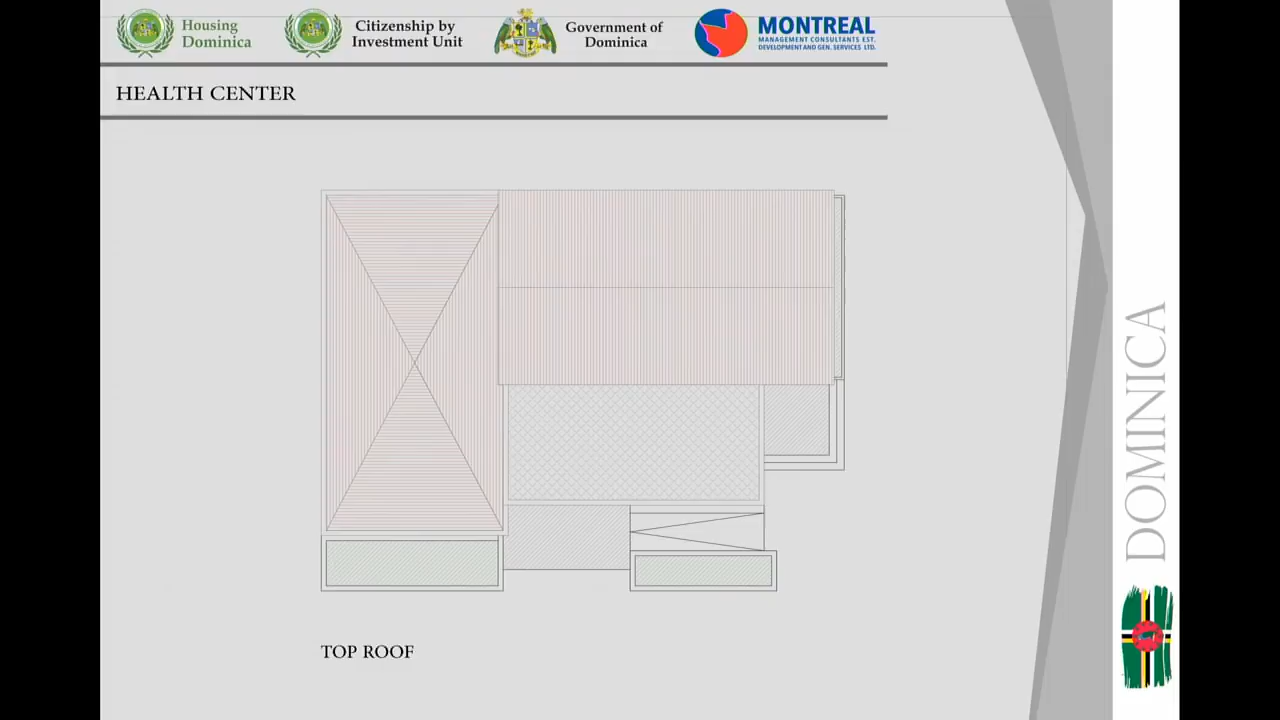 Housing
Dominica
Citizenship by
Investment Unit
Government of
Dominica
MONTREAL
MANAGEMENT CONSULTANTS EST.
DEVELOPMENT AND GEN. SERVICES LTD.
HEALTH CENTER
TOP ROOF
DOMINICA